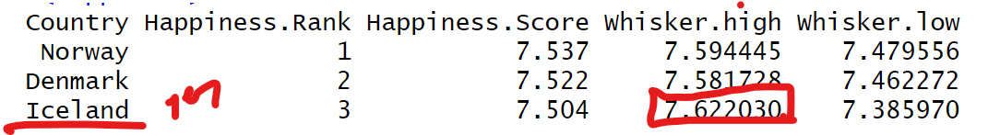 Country Happiness.Rank Happiness.Score Whisker.high Whisker.low
Norway 1 7.537 7.594445 7.479556
Denmark 2 7.522 7.581728 7.462272
Iceland 3 7.504 7.622030 7.385970